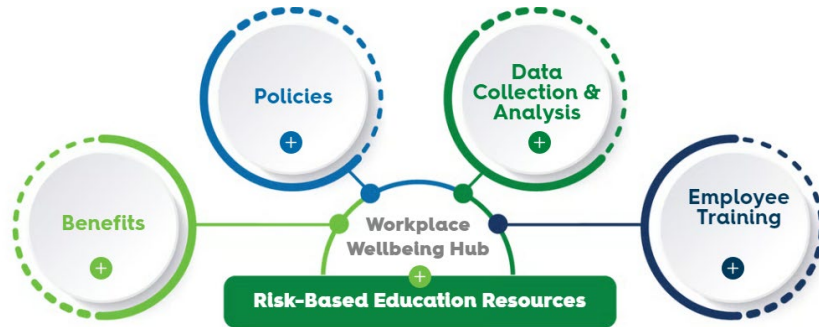 Policies
Data
Collection &
Analysis
Benefits
Employee
Training
Workplace
Wellbeing Hub
Risk-Based Education Resources